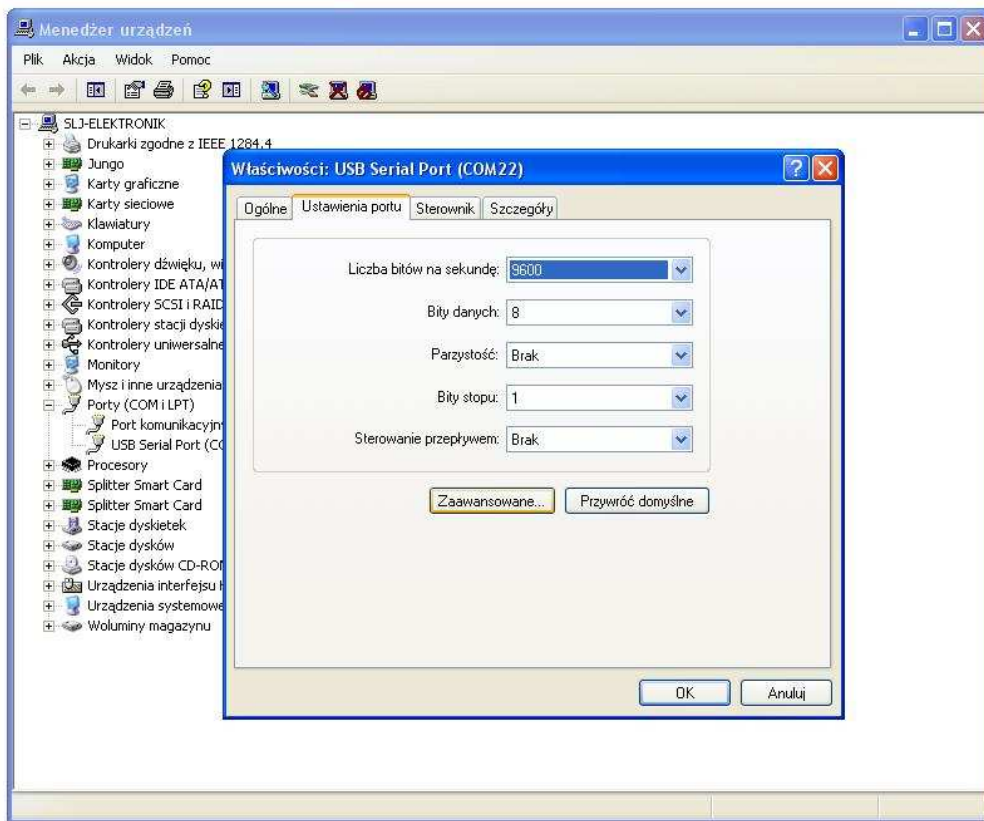 Menedżer urządzeń
Plik Akcja Widok Pomoc
SLJ-ELEKTRONIK
Drukarki zgodne z IEEE 1284.4
Jungo
Karty graficzne
Karty sieciowe
Klawiatury
Komputer
Kontrolery dźwięku, wi
Kontrolery IDE ATA/AT
Kontrolery SCSI i RAID
Kontrolery stacji dyskie
Kontrolery uniwersalne
Monitory
Mysz i inne urządzenia
Porty (COM i LPT)
Port komunikacyjn
USB Serial Port (CO
Procesory
Splitter Smart Card
Splitter Smart Card
Stacje dyskietek
Stacje dysków
Stacje dysków CD-ROM
Urządzenia interfejsu H
Urządzenia systemowe
Woluminy magazynu
Właściwości: USB Serial Port (COM22)
Ogólne Ustawienia portu Sterownik Szczegóły
Liczba bitów na sekundę: 9600
Bity danych: 8
Parzystość: Brak
Bity stopu: 1
Sterowanie przepływem: Brak
Zaawansowane... Przywróć domyślne
OK Anuluj